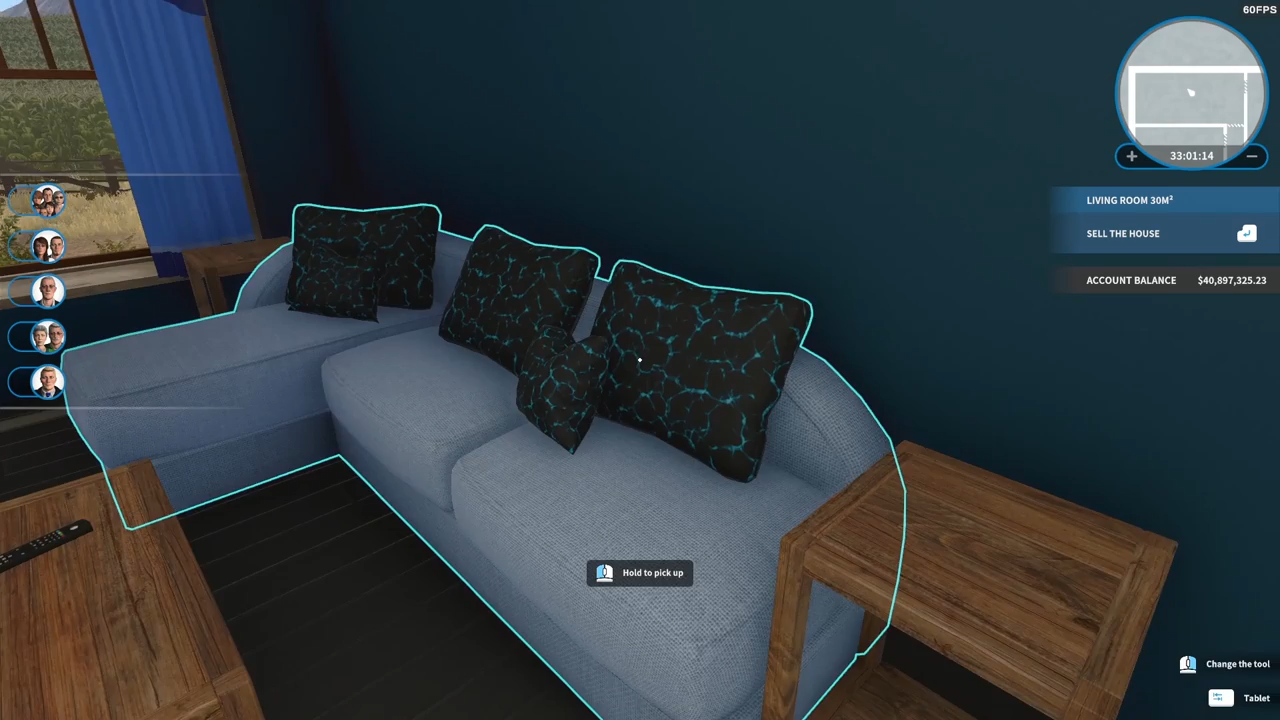 60FPS
33:01:14
LIVING ROOM 30M²
SELL THE HOUSE
ACCOUNT BALANCE $40,897,325.23
Hold to pick up
Change the tool
Tablet